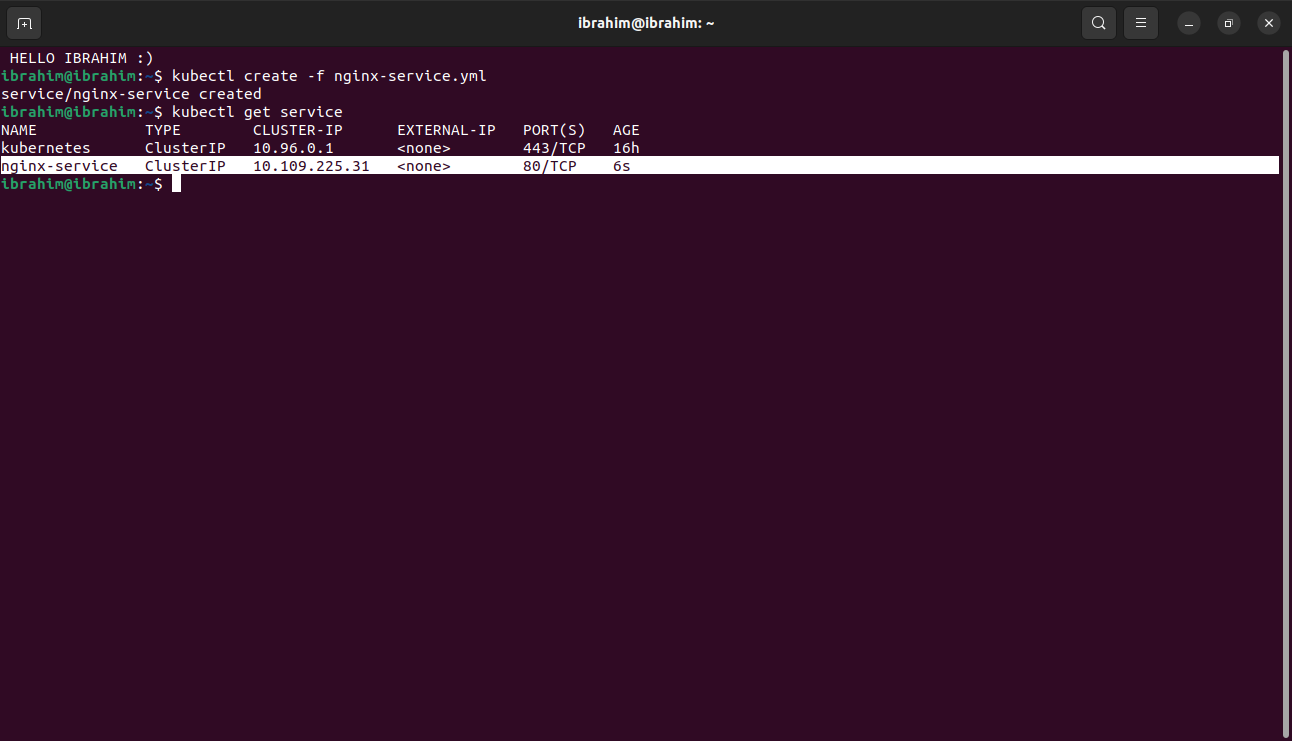 ibrahim@ibrahim: ~
HELLO IBRAHIM :)
ibrahim@ibrahim:~$ kubectl create -f nginx-service.yml
service/nginx-service created
ibrahim@ibrahim:~$ kubectl get service
NAME            TYPE        CLUSTER-IP      EXTERNAL-IP   PORT(S)   AGE
kubernetes      ClusterIP   10.96.0.1       <none>        443/TCP   16h
nginx-service   ClusterIP   10.109.225.31   <none>        80/TCP    6s
ibrahim@ibrahim:~$